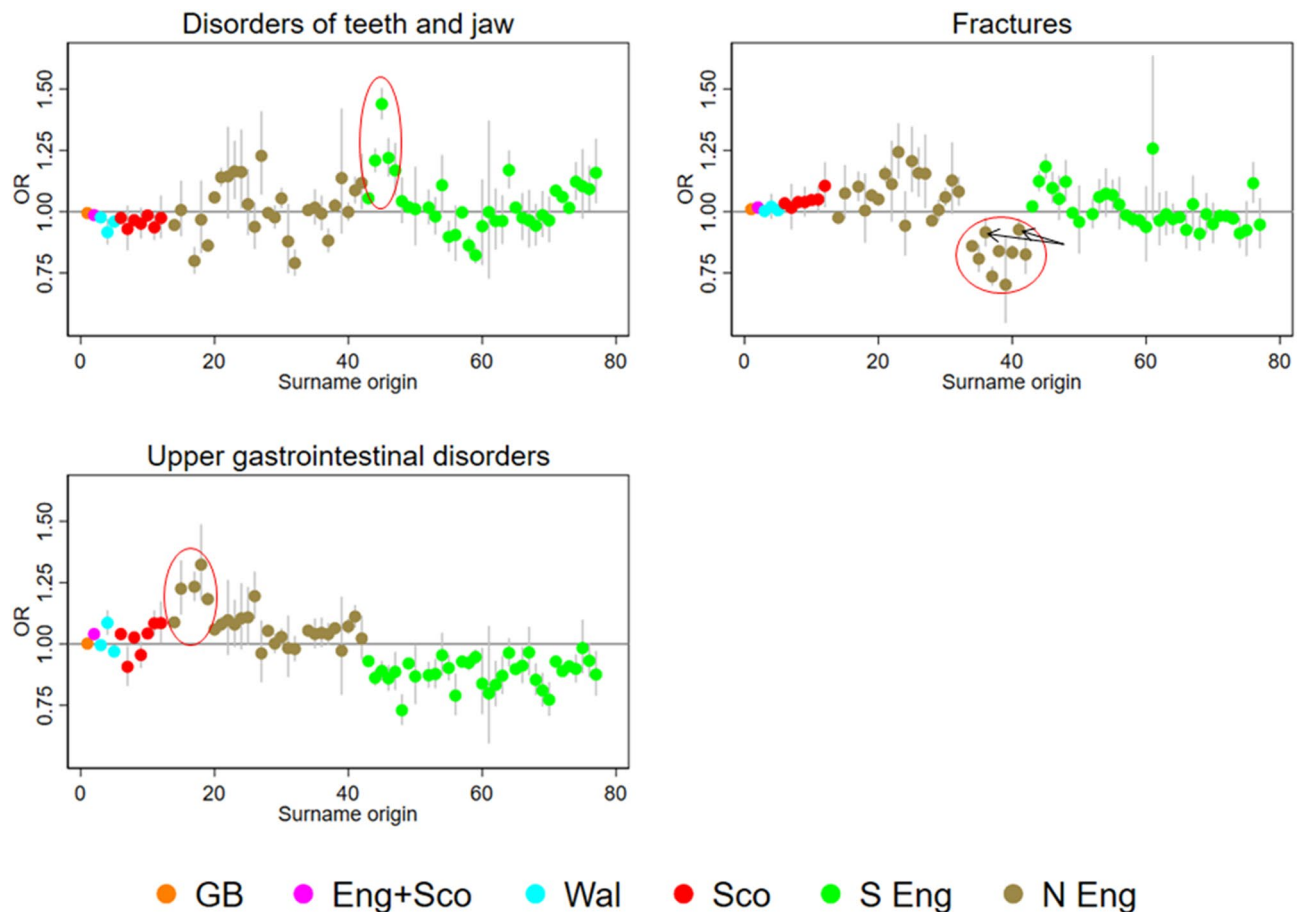 Disorders of teeth and jaw
OR
1.50
1.25
1.00
0.75
0 20 40 60 80
Surname origin
Fractures
OR
1.50
1.25
1.00
0.75
0 20 40 60 80
Surname origin
Upper gastrointestinal disorders
OR
1.50
1.25
1.00
0.75
0 20 40 60 80
Surname origin
GB Eng+Sco Wal Sco S Eng N Eng